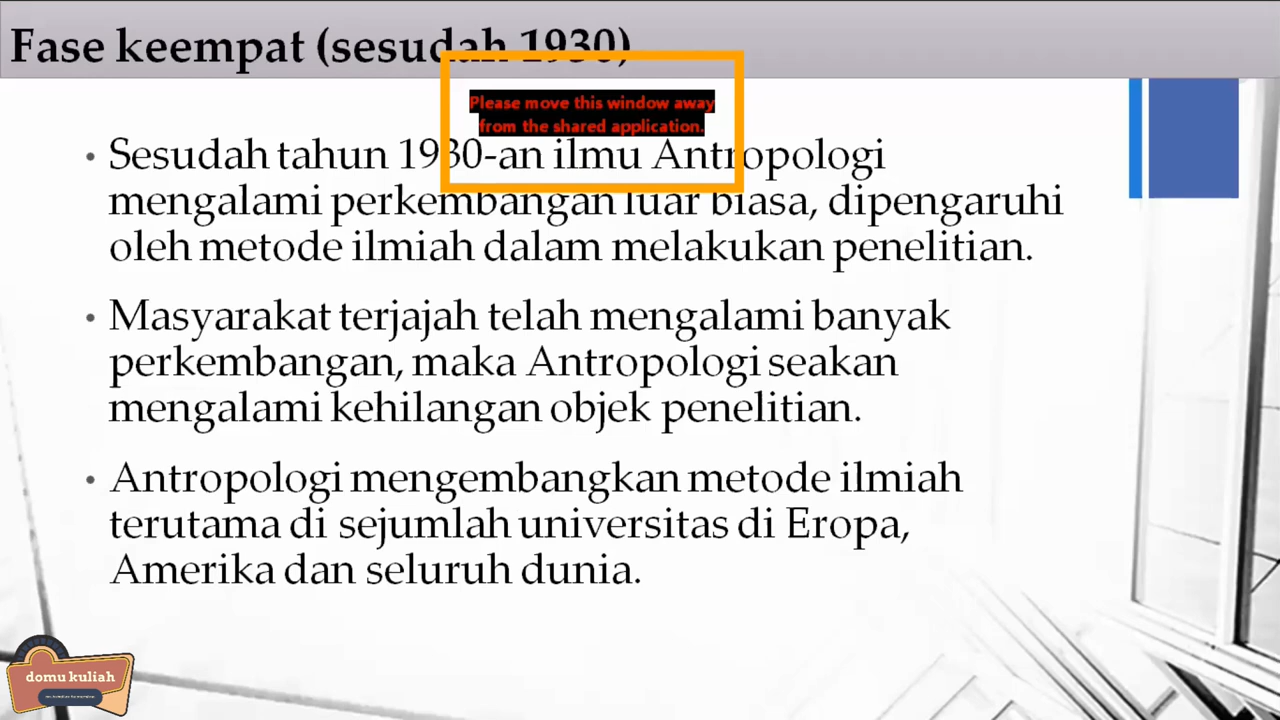 Fase keempat (sesudah 1930)
Please move this window away
from the shared application.
• Sesudah tahun 1930-an ilmu Antropologi
mengalami perkembangan luar biasa, dipengaruhi
oleh metode ilmiah dalam melakukan penelitian.
• Masyarakat terjajah telah mengalami banyak
perkembangan, maka Antropologi seakan
mengalami kehilangan objek penelitian.
• Antropologi mengembangkan metode ilmiah
terutama di sejumlah universitas di Eropa,
Amerika dan seluruh dunia.
domu kuliah